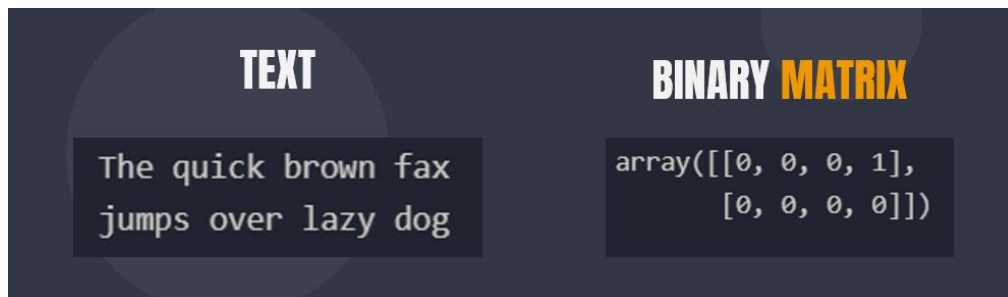 TEXT
The quick brown fax
jumps over lazy dog
BINARY MATRIX
array([[0, 0, 0, 1],
[0, 0, 0, 0]])